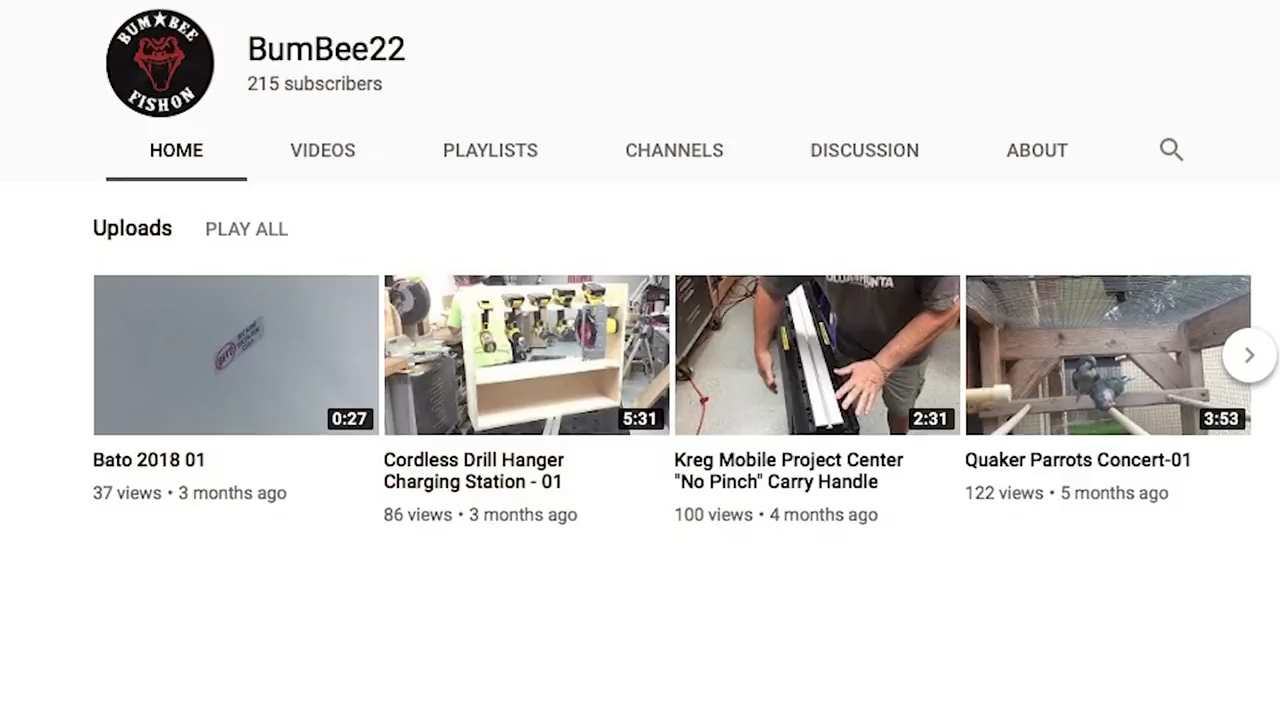 BUM★BEE
FISHON
BumBee22
215 subscribers
HOME VIDEOS PLAYLISTS CHANNELS DISCUSSION ABOUT
Uploads PLAY ALL
0:27 5:31 2:31 3:53
Bato 2018 01
37 views • 3 months ago
Cordless Drill Hanger
Charging Station - 01
86 views • 3 months ago
Kreg Mobile Project Center
"No Pinch" Carry Handle
100 views • 4 months ago
Quaker Parrots Concert-01
122 views • 5 months ago